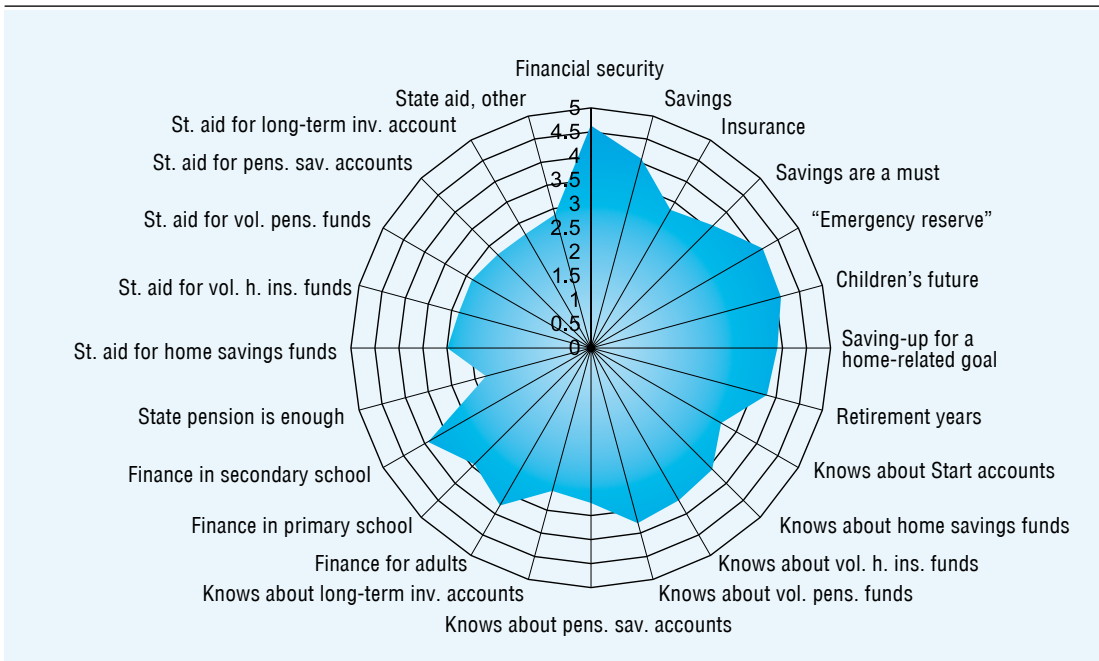 Financial security
State aid, other
Savings
St. aid for long-term inv. account
Insurance
St. aid for pens. sav. accounts
Savings are a must
St. aid for vol. pens. funds
“Emergency reserve”
St. aid for vol. h. ins. funds
Children’s future
St. aid for home savings funds
Saving-up for a
home-related goal
State pension is enough
Retirement years
Finance in secondary school
Knows about Start accounts
Finance in primary school
Knows about home savings funds
Finance for adults
Knows about vol. h. ins. funds
Knows about long-term inv. accounts
Knows about vol. pens. funds
Knows about pens. sav. accounts
5
4.5
4
3.5
3
2.5
2
1.5
1
0.5
0